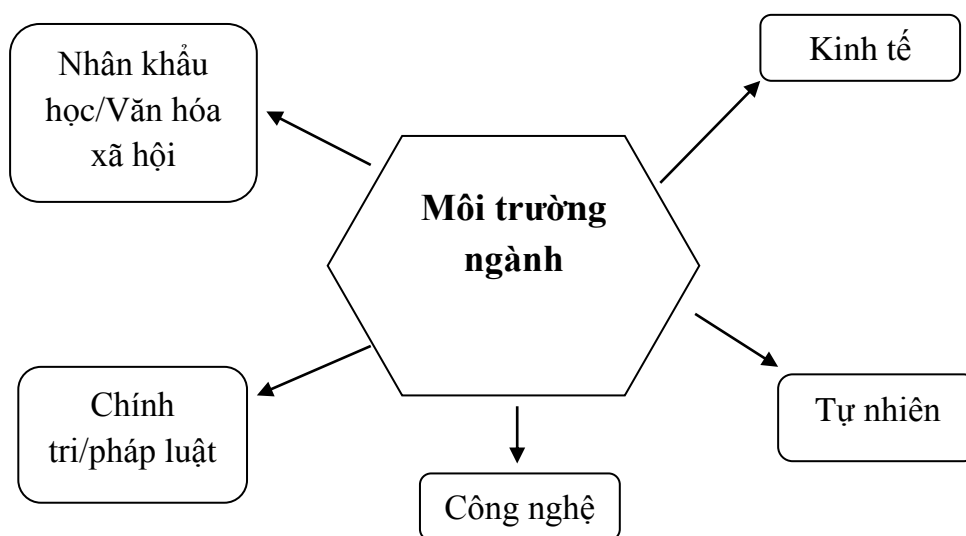 Nhân khẩu
học/Văn hóa
xã hội
Kinh tế
Môi trường
ngành
Chính
tri/pháp luật
Tự nhiên
Công nghệ